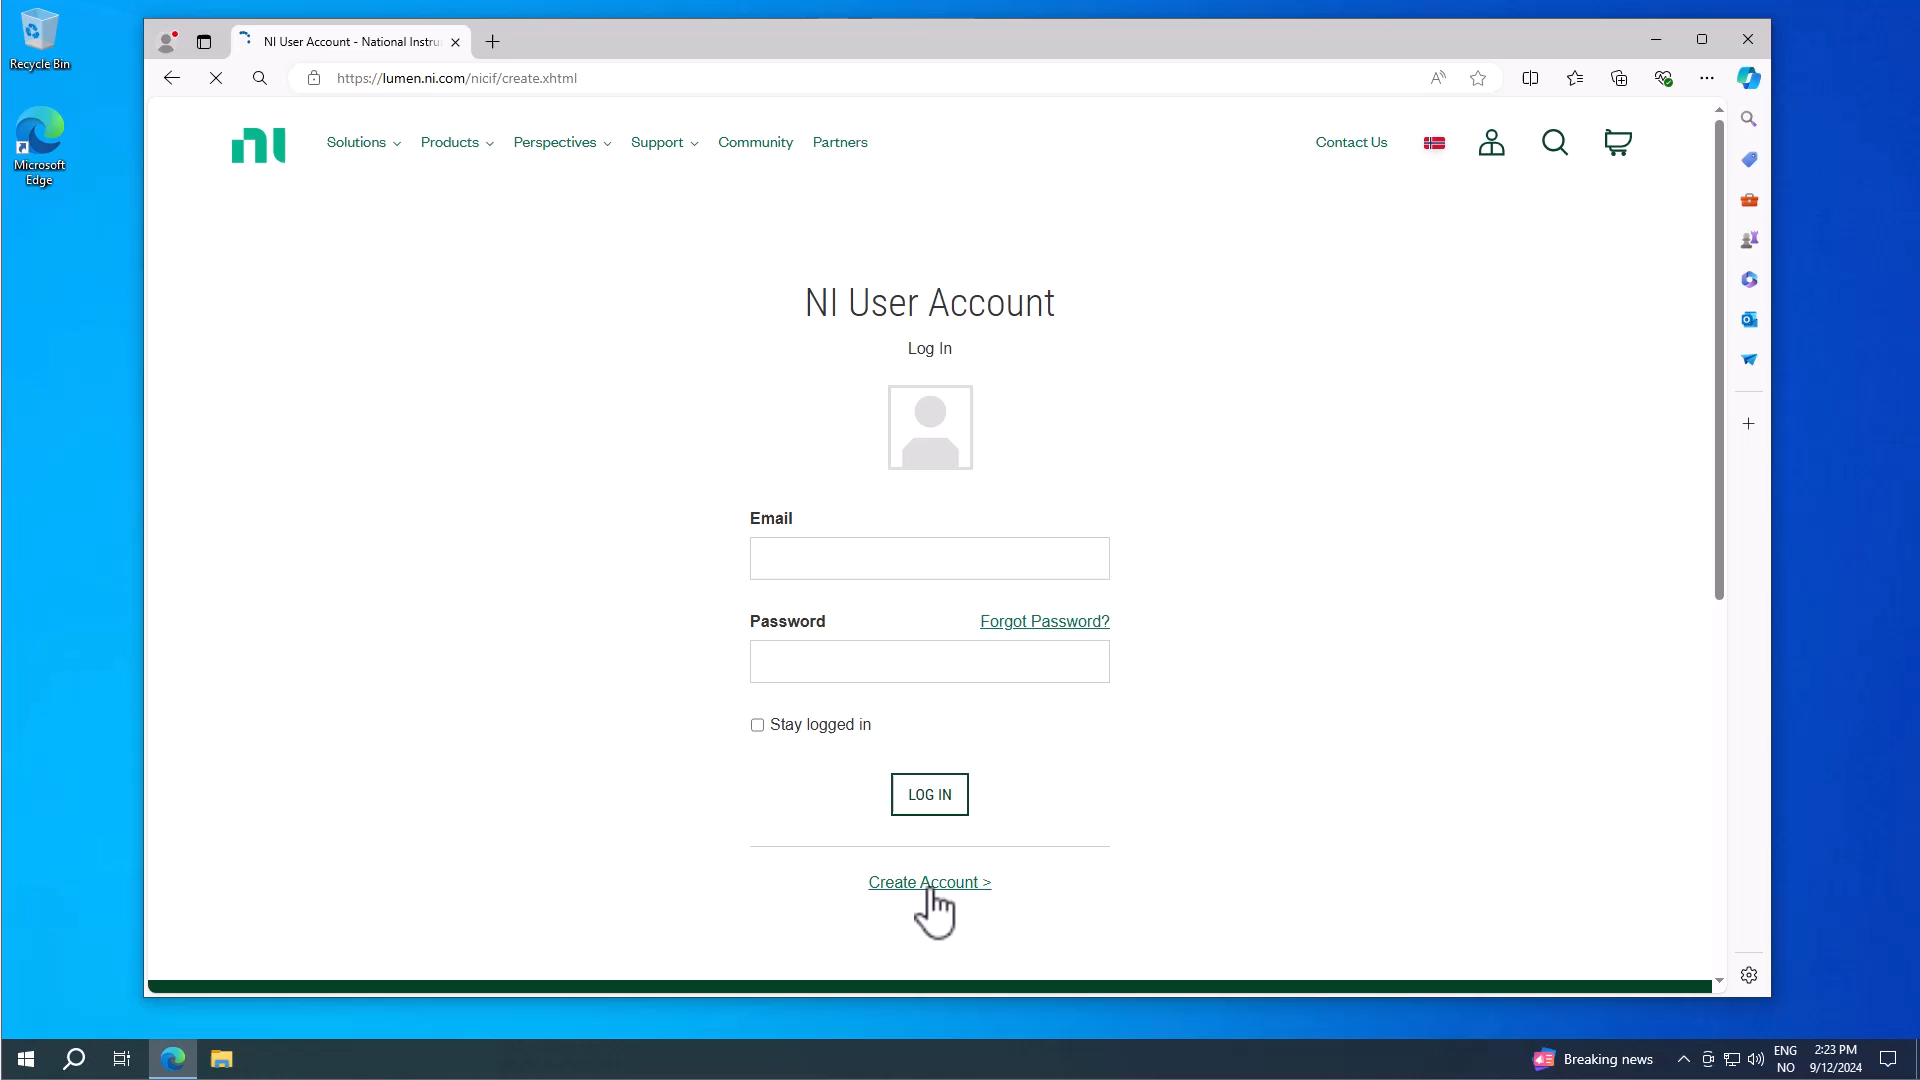 Recycle Bin
Microsoft
Edge
NI User Account - National Instru
https://lumen.ni.com/nicif/create.xhtml
ni
Solutions
Products
Perspectives
Support
Community
Partners
Contact Us
NI User Account
Log In
Email
Password
Forgot Password?
Stay logged in
LOG IN
Create Account >
Breaking news
ENG
NO
2:23 PM
9/12/2024